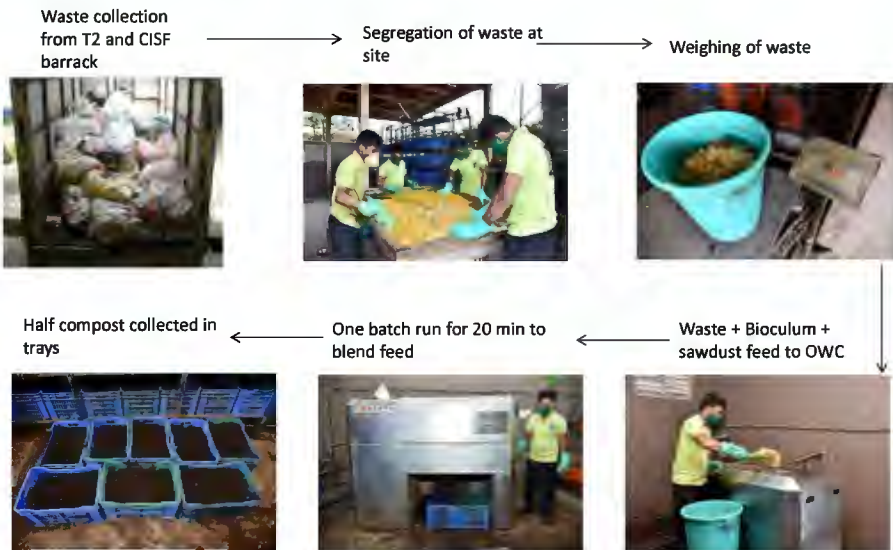 Waste collection
from T2 and CISF
barrack
Segregation of waste at
site
Weighing of waste
Waste + Bioculum +
sawdust feed to OWC
One batch run for 20 min to
blend feed
Half compost collected in
trays